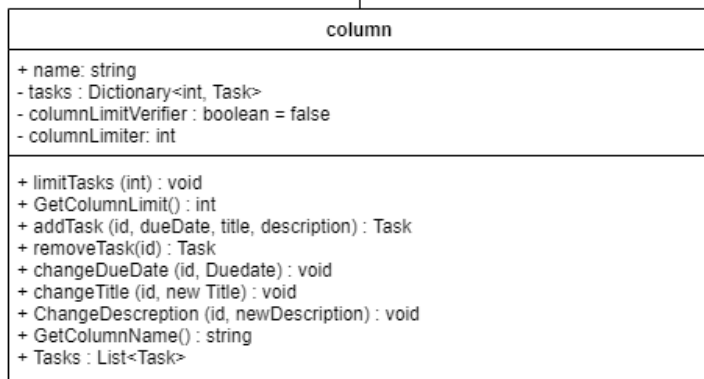 column
+ name: string
- tasks : Dictionary<int, Task>
- columnLimitVerifier : boolean = false
- columnLimiter: int
+ limitTasks (int) : void
+ GetColumnLimit() : int
+ addTask (id, dueDate, title, description) : Task
+ removeTask(id) : Task
+ changeDueDate (id, Duedate) : void
+ changeTitle (id, new Title) : void
+ ChangeDescreption (id, newDescription) : void
+ GetColumnName() : string
+ Tasks : List<Task>